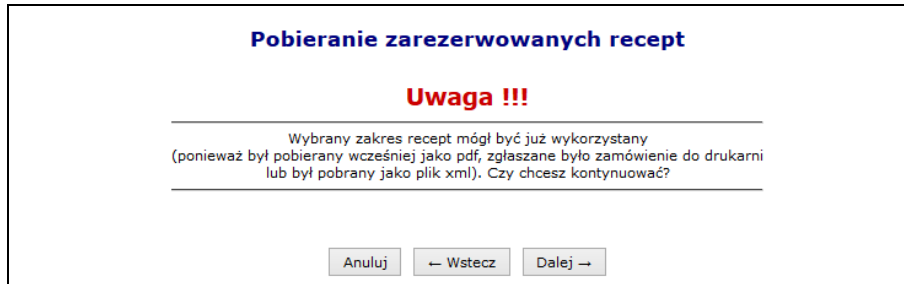 Pobieranie zarezerwowanych recept
Uwaga !!!
Wybrany zakres recept mógł być już wykorzystany
(ponieważ był pobierany wcześniej jako pdf, zgłaszane było zamówienie do drukarni
lub był pobrany jako plik xml). Czy chcesz kontynuować?
Anuluj ← Wstecz Dalej →